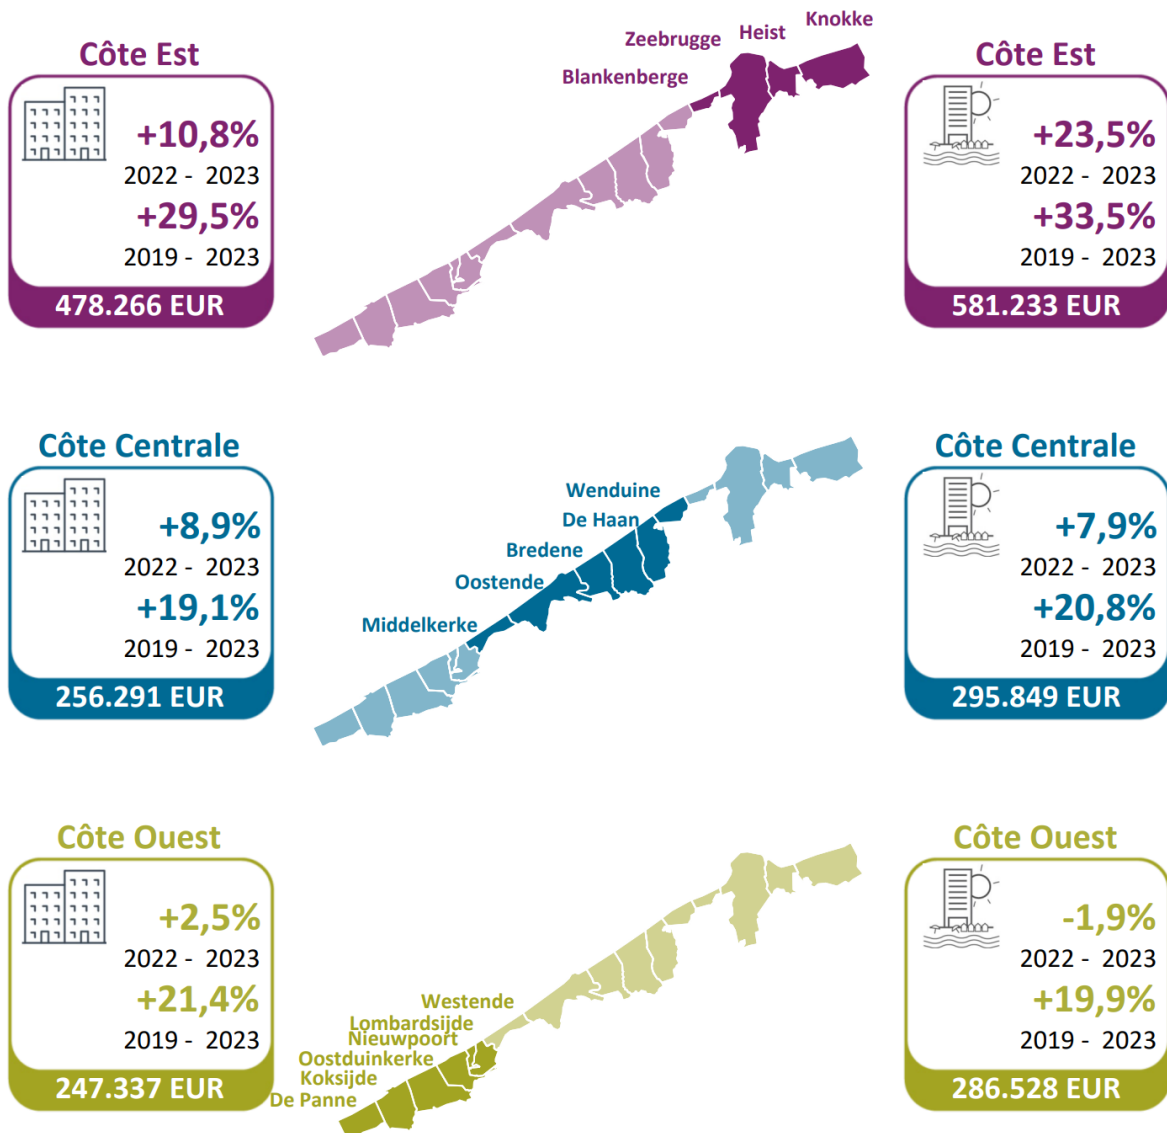 Côte Est
+10,8%
2022 - 2023
+29,5%
2019 - 2023
478.266 EUR
Knokke
Heist
Zeebrugge
Blankenberge
Côte Est
+23,5%
2022 - 2023
+33,5%
2019 - 2023
581.233 EUR
Côte Centrale
+8,9%
2022 - 2023
+19,1%
2019 - 2023
256.291 EUR
Wenduine
De Haan
Bredene
Oostende
Middelkerke
Côte Centrale
+7,9%
2022 - 2023
+20,8%
2019 - 2023
295.849 EUR
Côte Ouest
+2,5%
2022 - 2023
+21,4%
2019 - 2023
247.337 EUR
Westende
Lombardsijde
Nieuwpoort
Oostduinkerke
Koksijde
De Panne
Côte Ouest
-1,9%
2022 - 2023
+19,9%
2019 - 2023
286.528 EUR